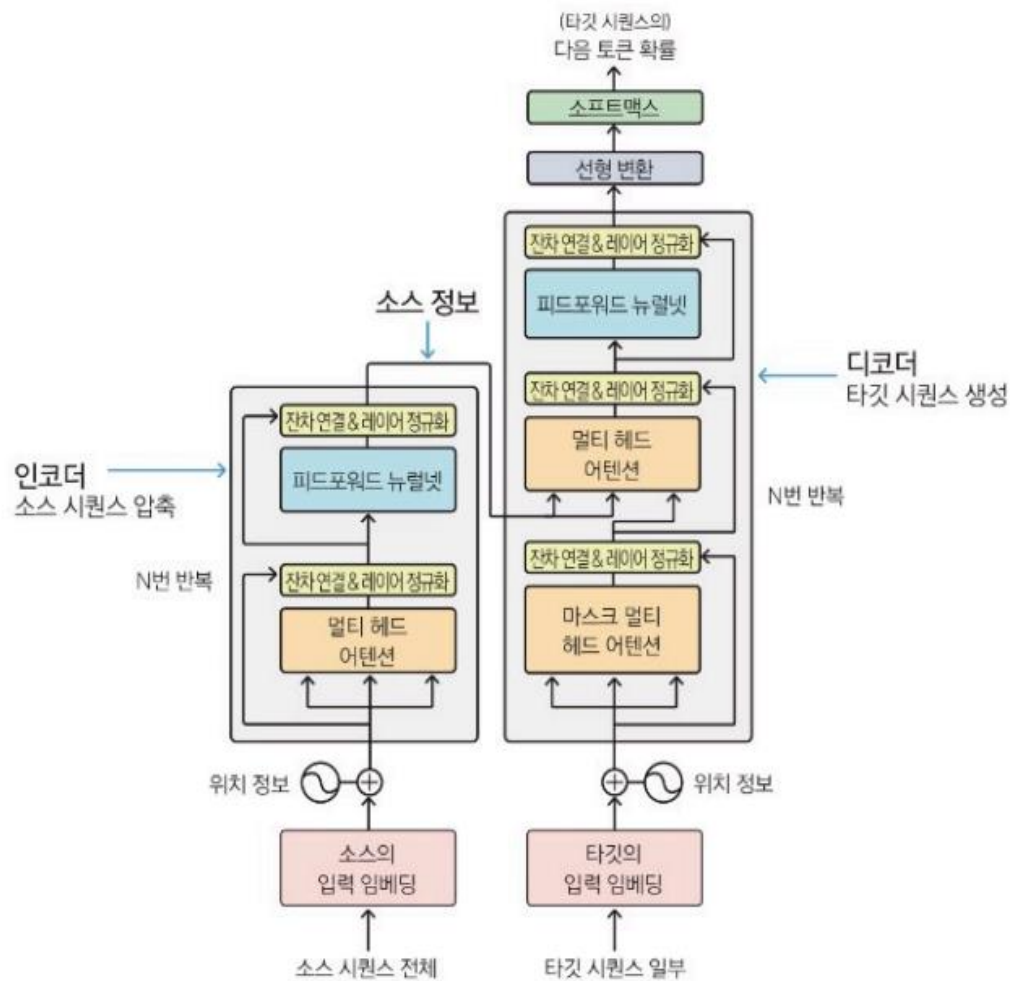 (타깃 시퀀스의)
다음 토큰 확률
소프트맥스
선형 변환
잔차 연결 & 레이어 정규화
피드포워드 뉴럴넷
잔차 연결 & 레이어 정규화
멀티 헤드
어텐션
잔차 연결 & 레이어 정규화
마스크 멀티
헤드 어텐션
디코더
타깃 시퀀스 생성
N번 반복
소스 정보
잔차 연결 & 레이어 정규화
피드포워드 뉴럴넷
인코더
소스 시퀀스 압축
N번 반복
잔차 연결 & 레이어 정규화
멀티 헤드
어텐션
위치 정보
위치 정보
소스의
입력 임베딩
타깃의
입력 임베딩
소스 시퀀스 전체
타깃 시퀀스 일부